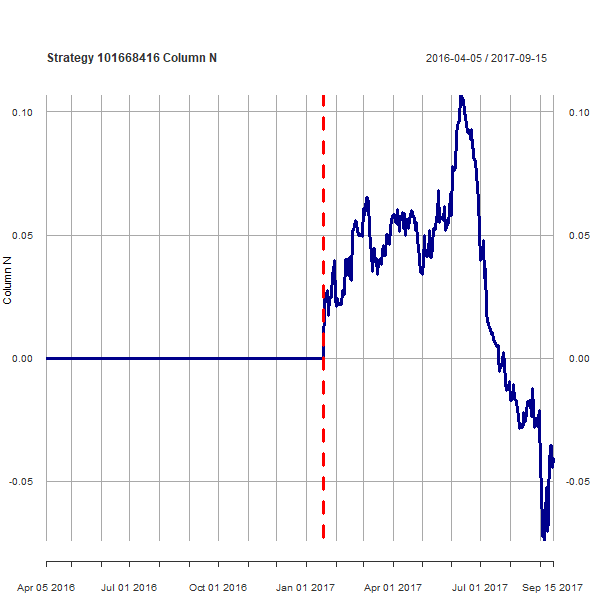 Strategy 101668416 Column N 2016-04-05 / 2017-09-15
0.10 0.10
0.05 0.05
Column N
0.00 0.00
-0.05 -0.05
Apr 05 2016 Jul 01 2016 Oct 01 2016 Jan 01 2017 Apr 01 2017 Jul 01 2017 Sep 15 2017